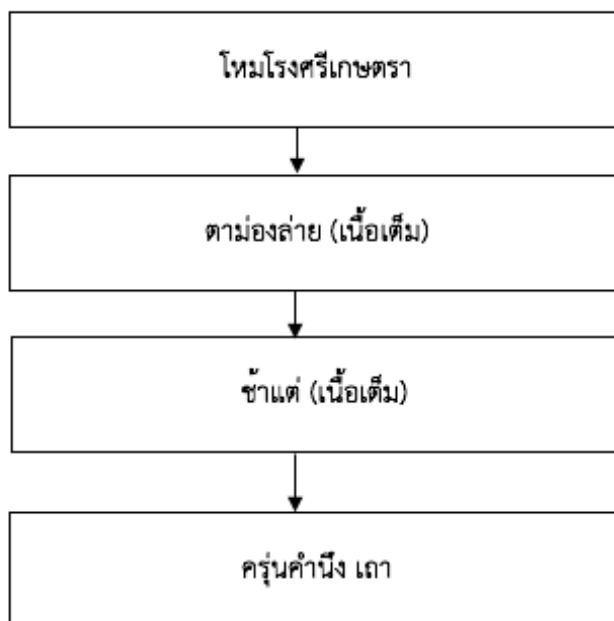 โหมโรงศรีเกษตรา
ตาม่องล่าย (เนื้อเต็ม)
ช้าแต่ (เนื้อเต็ม)
ครุ่นคำนึง เถา